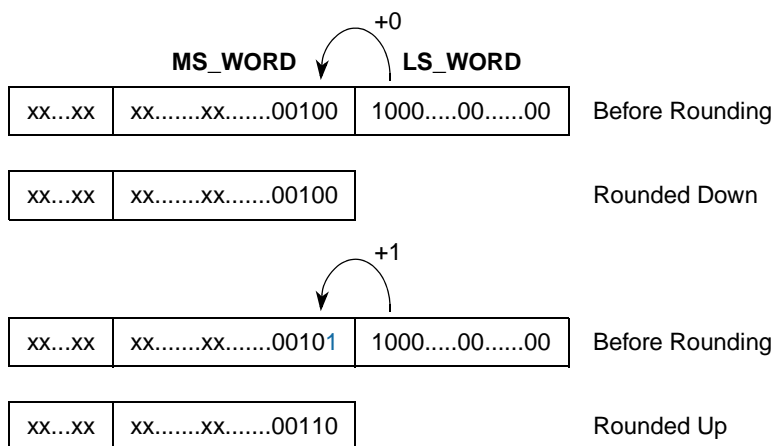 +0
MS_WORD LS_WORD
xx...xx xx.......xx.......00100 1000.....00......00 Before Rounding
xx...xx xx.......xx.......00100 Rounded Down
+1
xx...xx xx.......xx.......00101 1000.....00......00 Before Rounding
xx...xx xx.......xx.......00110 Rounded Up